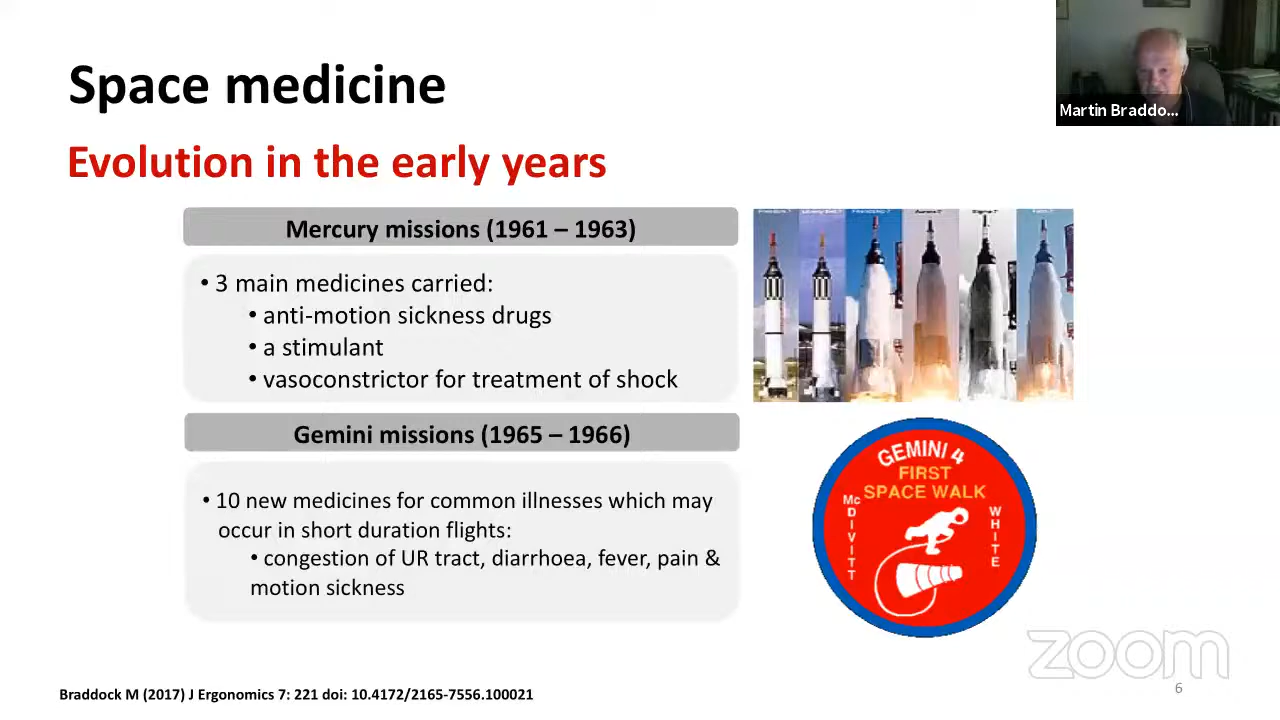 Space medicine
Martin Braddo...
Evolution in the early years
Mercury missions (1961 – 1963)
• 3 main medicines carried:
• anti-motion sickness drugs
• a stimulant
• vasoconstrictor for treatment of shock
Gemini missions (1965 – 1966)
• 10 new medicines for common illnesses which may
occur in short duration flights:
• congestion of UR tract, diarrhoea, fever, pain &
motion sickness
GEMINI 4
FIRST
SPACE WALK
McDIVITT
WHITE
zoom
Braddock M (2017) J Ergonomics 7: 221 doi: 10.4172/2165-7556.100021
6